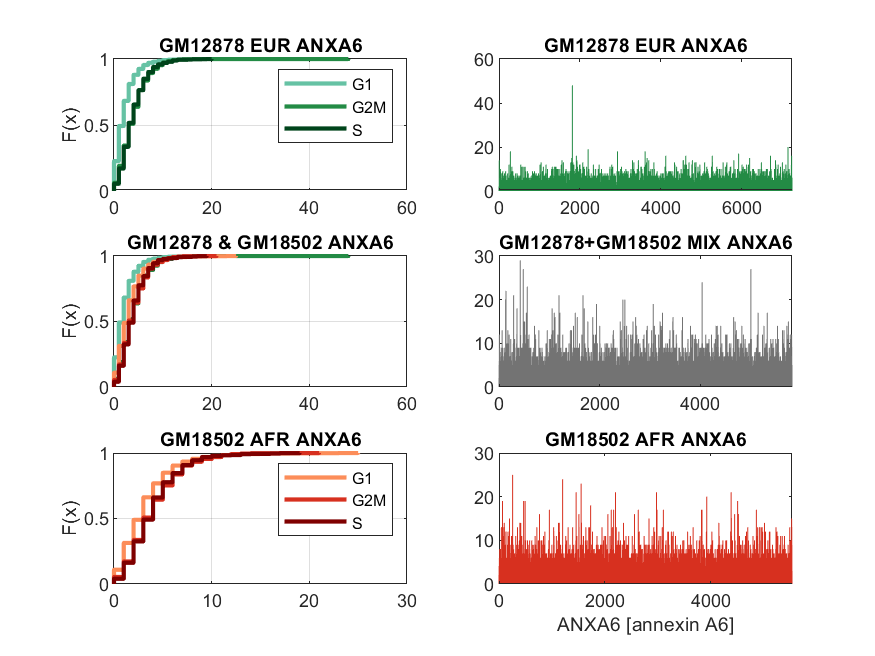 GM12878 EUR ANXA6
1
0.5
0
F(x)
0
20
40
60
G1
G2M
S
GM12878 EUR ANXA6
60
40
20
0
0
2000
4000
6000
GM12878 & GM18502 ANXA6
1
0.5
0
F(x)
0
20
40
60
GM12878+GM18502 MIX ANXA6
30
20
10
0
0
2000
4000
GM18502 AFR ANXA6
1
0.5
0
F(x)
0
10
20
30
G1
G2M
S
GM18502 AFR ANXA6
30
20
10
0
0
2000
4000
ANXA6 [annexin A6]